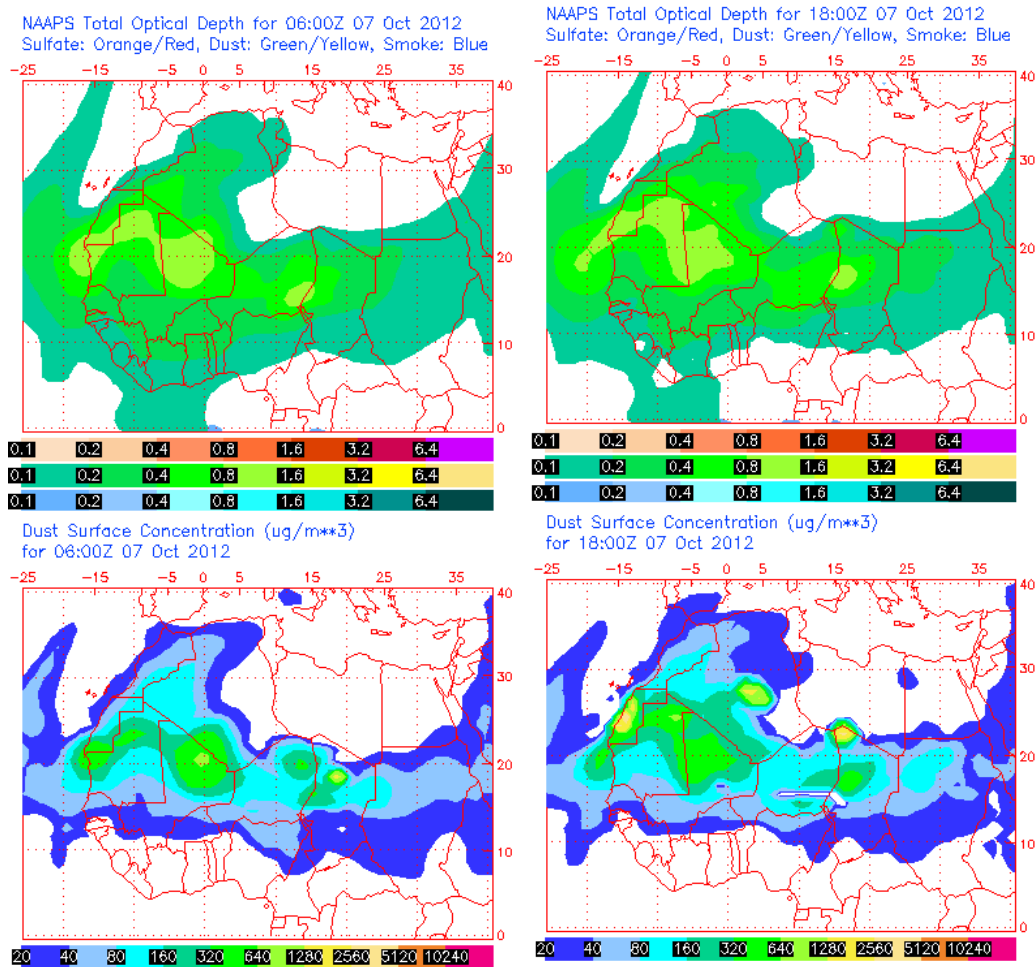 NAAPS Total Optical Depth for 06:00Z 07 Oct 2012
Sulfate: Orange/Red, Dust: Green/Yellow, Smoke: Blue
-25 -15 -5 0 5 15 25 35
40
30
20
10
0
0.1 0.2 0.4 0.8 1.6 3.2 6.4
0.1 0.2 0.4 0.8 1.6 3.2 6.4
0.1 0.2 0.4 0.8 1.6 3.2 6.4
NAAPS Total Optical Depth for 18:00Z 07 Oct 2012
Sulfate: Orange/Red, Dust: Green/Yellow, Smoke: Blue
-25 -15 -5 0 5 15 25 35
40
30
20
10
0
0.1 0.2 0.4 0.8 1.6 3.2 6.4
0.1 0.2 0.4 0.8 1.6 3.2 6.4
0.1 0.2 0.4 0.8 1.6 3.2 6.4
Dust Surface Concentration (ug/m**3)
for 06:00Z 07 Oct 2012
-25 -15 -5 0 5 15 25 35
40
30
20
10
0
20 40 80 160 320 640 1280 2560 5120 10240
Dust Surface Concentration (ug/m**3)
for 18:00Z 07 Oct 2012
-25 -15 -5 0 5 15 25 35
40
30
20
10
0
20 40 80 160 320 640 1280 2560 5120 10240